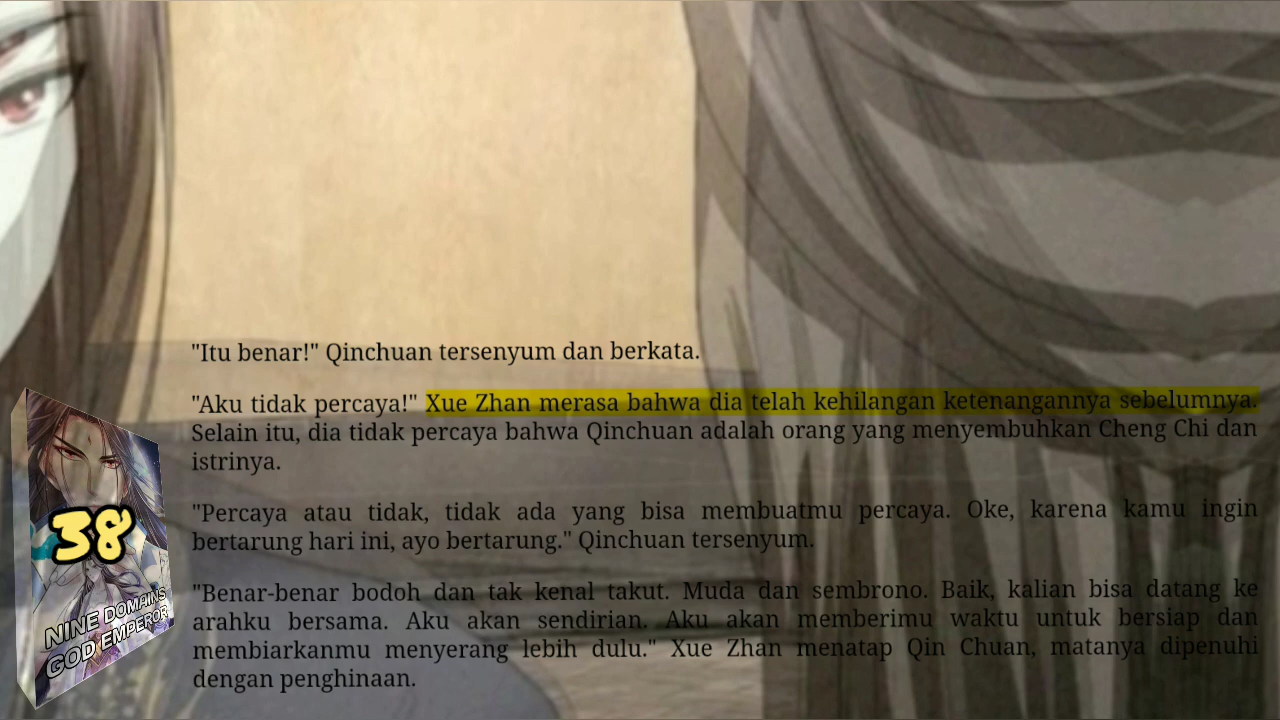 "Itu benar!" Qinchuan tersenyum dan berkata.
"Aku tidak percaya!" Xue Zhan merasa bahwa dia telah kehilangan ketenangannya sebelumnya.
Selain itu, dia tidak percaya bahwa Qinchuan adalah orang yang menyembuhkan Cheng Chi dan
istrinya.
"Percaya atau tidak, tidak ada yang bisa membuatmu percaya. Oke, karena kamu ingin
bertarung hari ini, ayo bertarung." Qinchuan tersenyum.
"Benar-benar bodoh dan tak kenal takut. Muda dan sembrono. Baik, kalian bisa datang ke
arahku bersama. Aku akan sendirian. Aku akan memberimu waktu untuk bersiap dan
membiarkanmu menyerang lebih dulu." Xue Zhan menatap Qin Chuan, matanya dipenuhi
dengan penghinaan.
38
NINE DOMAINS
GOD EMPEROR